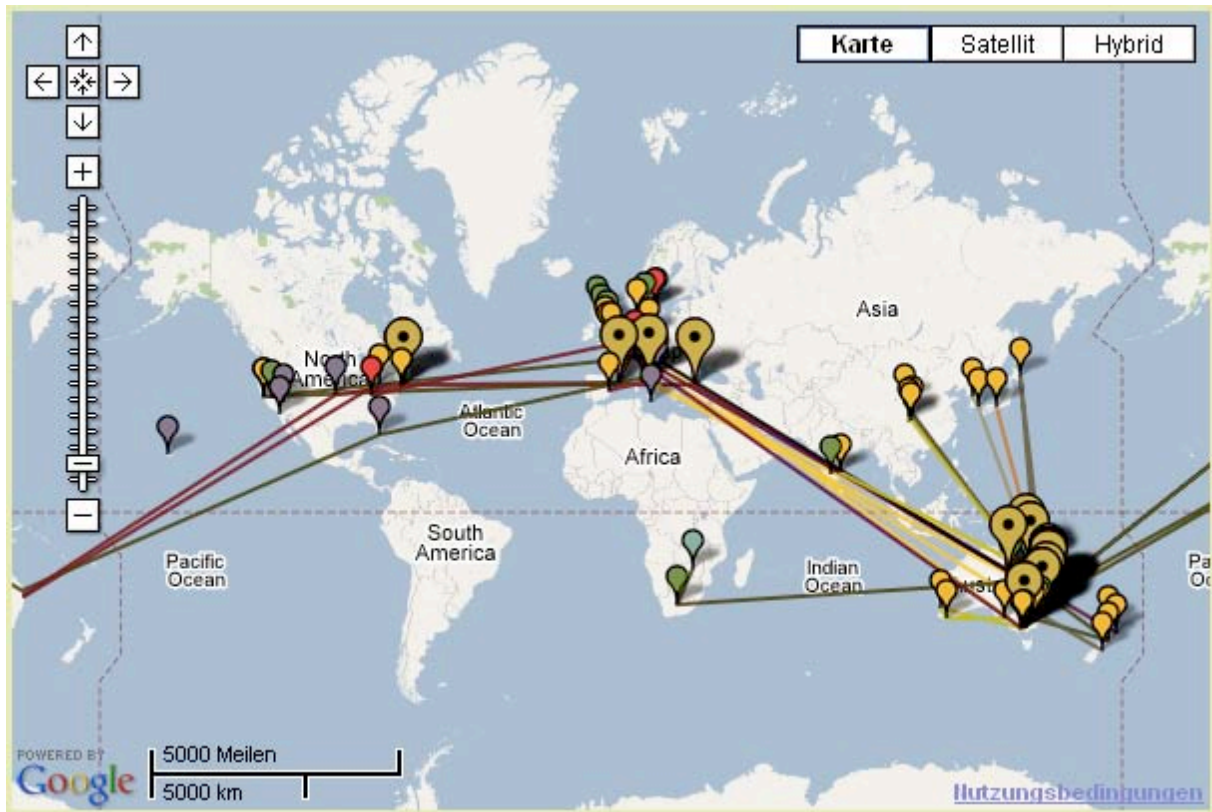 Karte
Satellit
Hybrid
Asia
North
America
Atlantic
Ocean
Africa
South
America
Pacific
Ocean
Indian
Ocean
5000 Meilen
5000 km
POWERED BY
Google
Nutzungsbedingungen